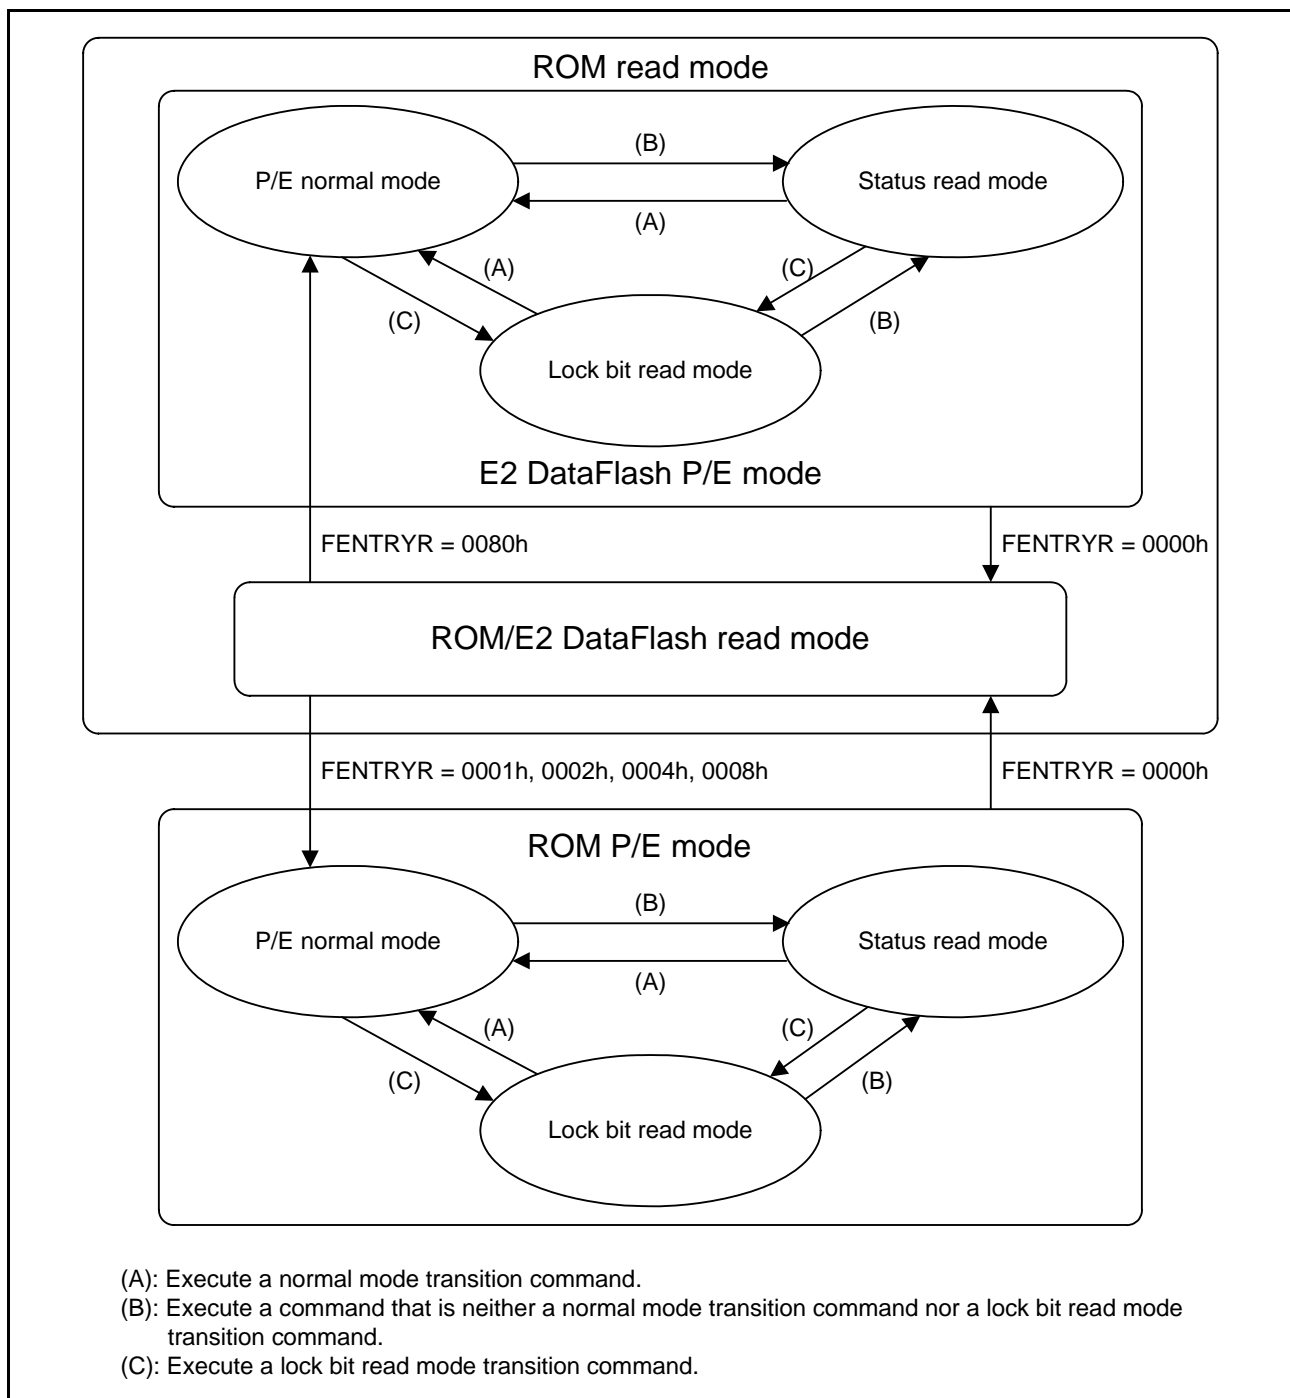 ROM read mode
(B)
P/E normal mode
Status read mode
(A)
(A)
(C)
(C)
(B)
Lock bit read mode
E2 DataFlash P/E mode
FENTRYR = 0080h
FENTRYR = 0000h
ROM/E2 DataFlash read mode
FENTRYR = 0001h, 0002h, 0004h, 0008h
FENTRYR = 0000h
ROM P/E mode
(B)
P/E normal mode
Status read mode
(A)
(A)
(C)
(C)
(B)
Lock bit read mode
(A): Execute a normal mode transition command.
(B): Execute a command that is neither a normal mode transition command nor a lock bit read mode
transition command.
(C): Execute a lock bit read mode transition command.